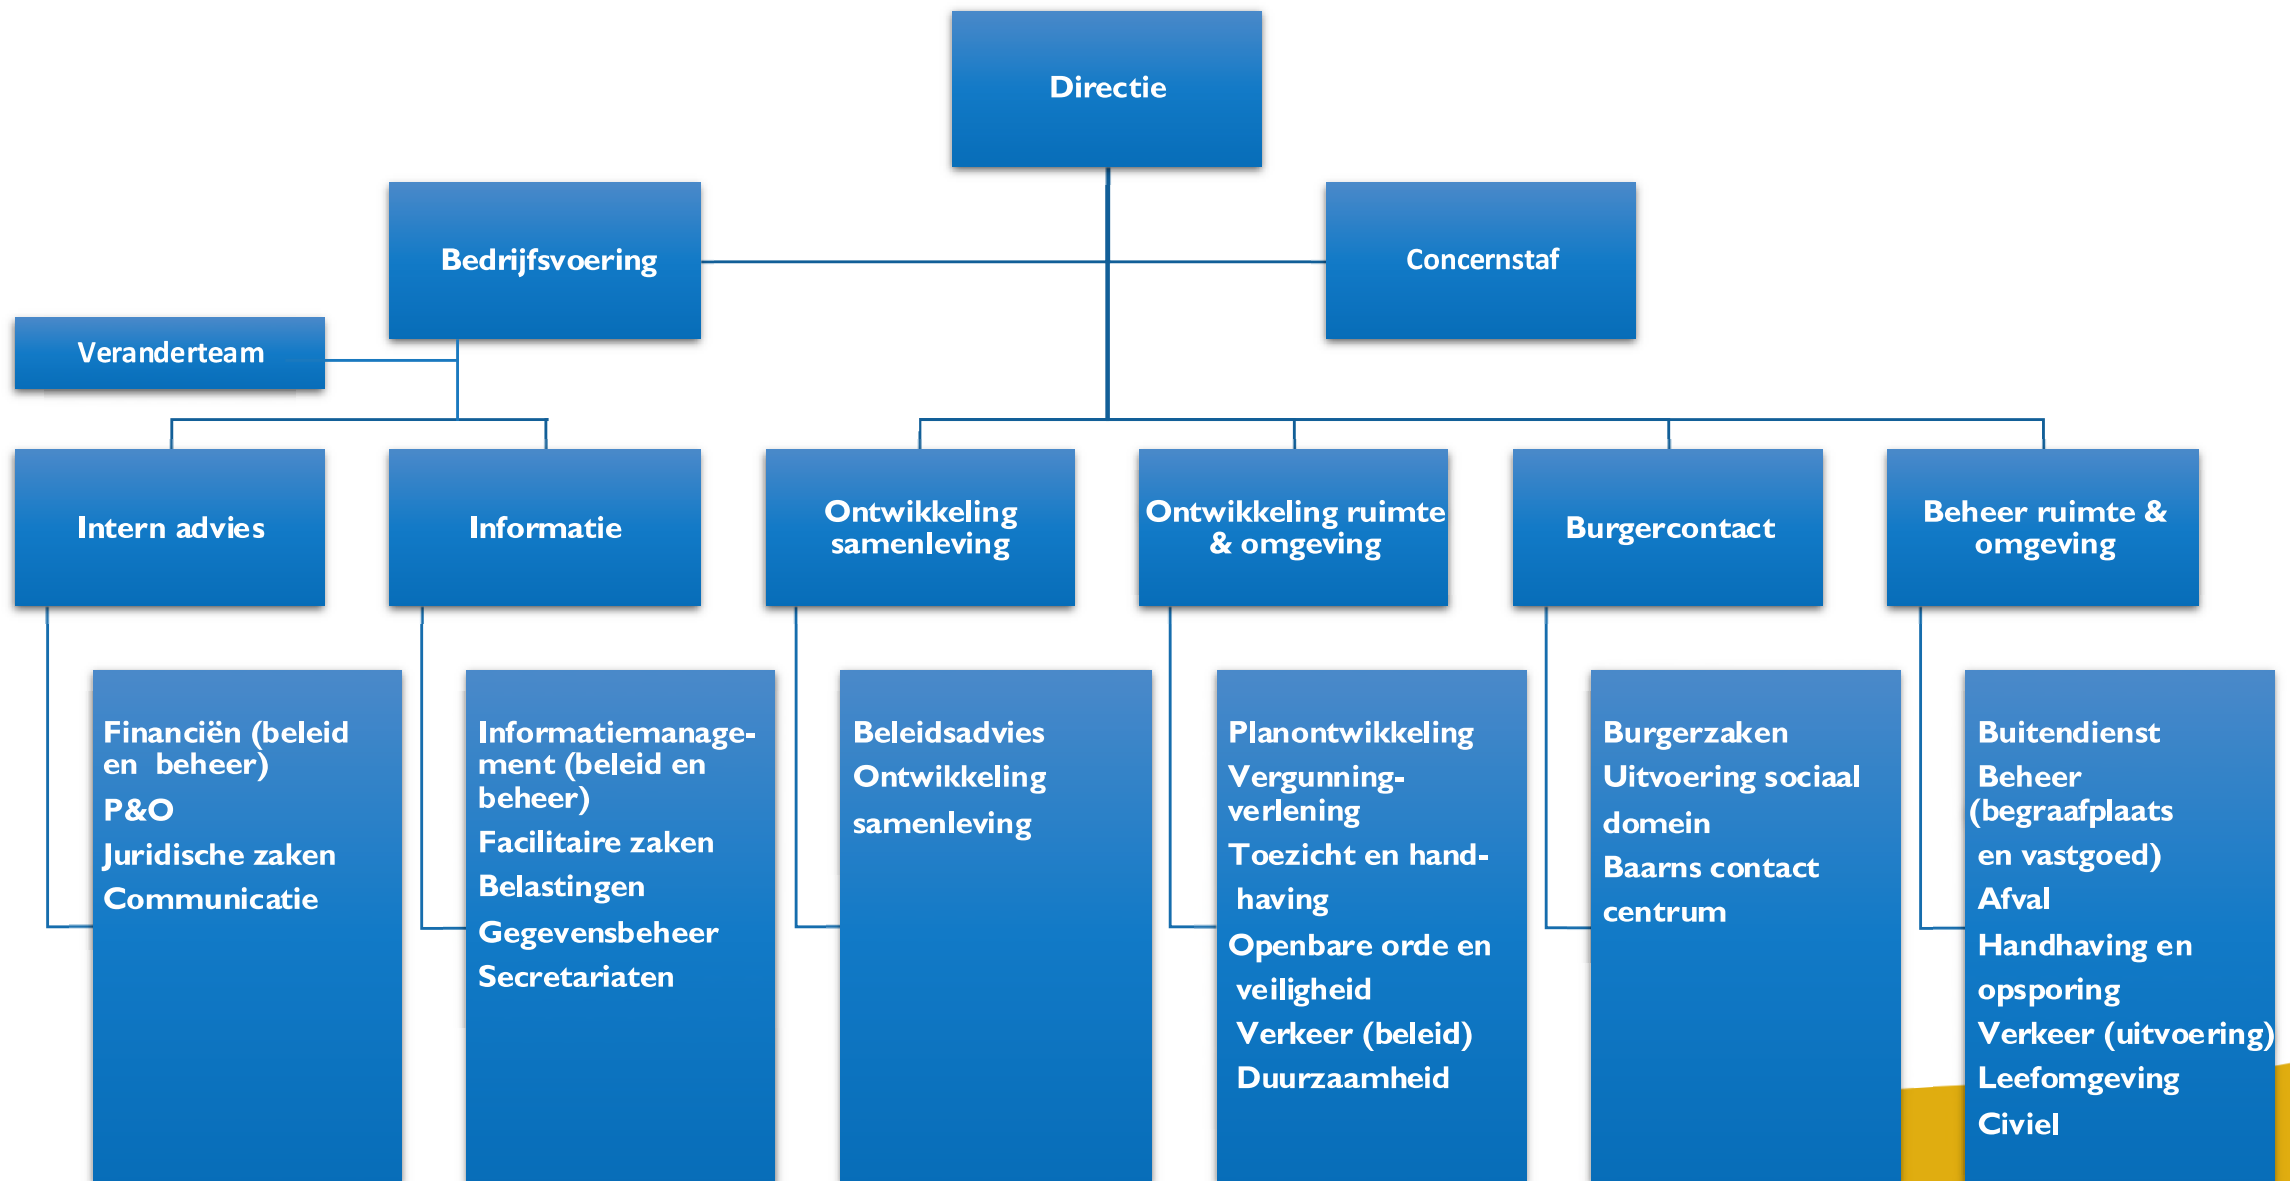 Directie
Bedrijfsvoering
Concernstaf
Veranderteam
Intern advies
Informatie
Ontwikkeling
samenleving
Ontwikkeling ruimte
& omgeving
Burgercontact
Beheer ruimte &
omgeving
Financiën (beleid
en beheer)
P&O
Juridische zaken
Communicatie
Informatiemanage-
ment (beleid en
beheer)
Facilitaire zaken
Belastingen
Gegevensbeheer
Secretariaten
Beleidsadvies
Ontwikkeling
samenleving
Planontwikkeling
Vergunning-
verlening
Toezicht en hand-
having
Openbare orde en
veiligheid
Verkeer (beleid)
Duurzaamheid
Burgerzaken
Uitvoering sociaal
domein
Baarns contact
centrum
Buitendienst
Beheer
(begraafplaats
en vastgoed)
Afval
Handhaving en
opsporing
Verkeer (uitvoering)
Leefomgeving
Civiel